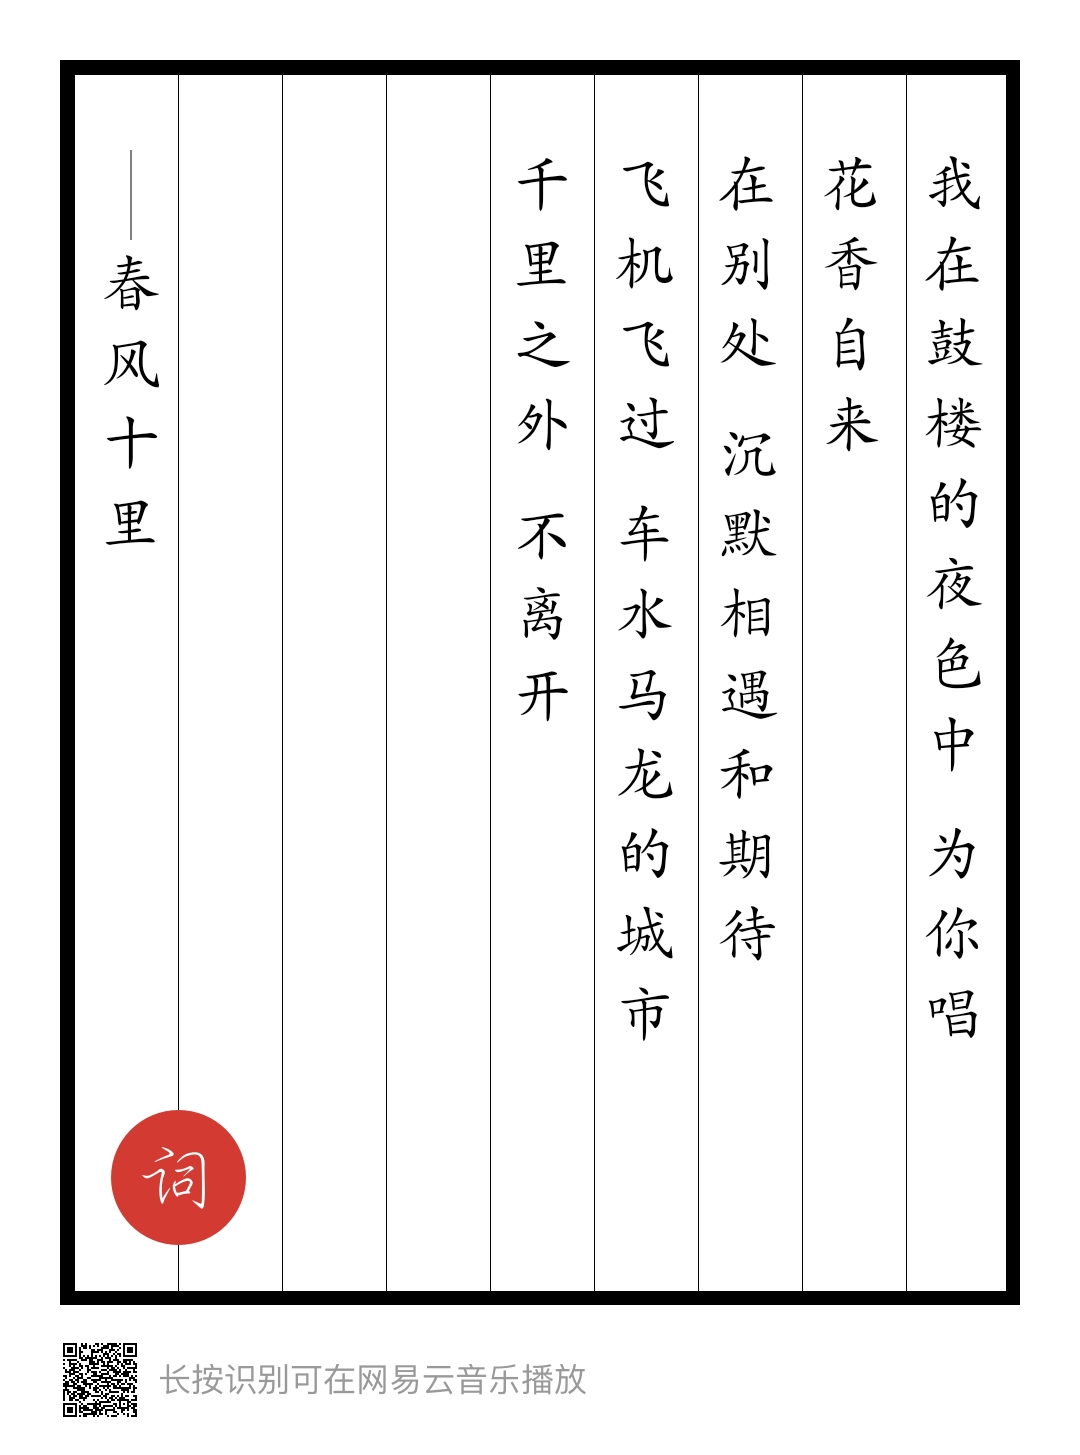 我在鼓楼的夜色中 为你唱
花香自来
在别处 沉默相遇和期待
飞机飞过 车水马龙的城市
千里之外 不离开
——春风十里
词
长按识别可在网易云音乐播放